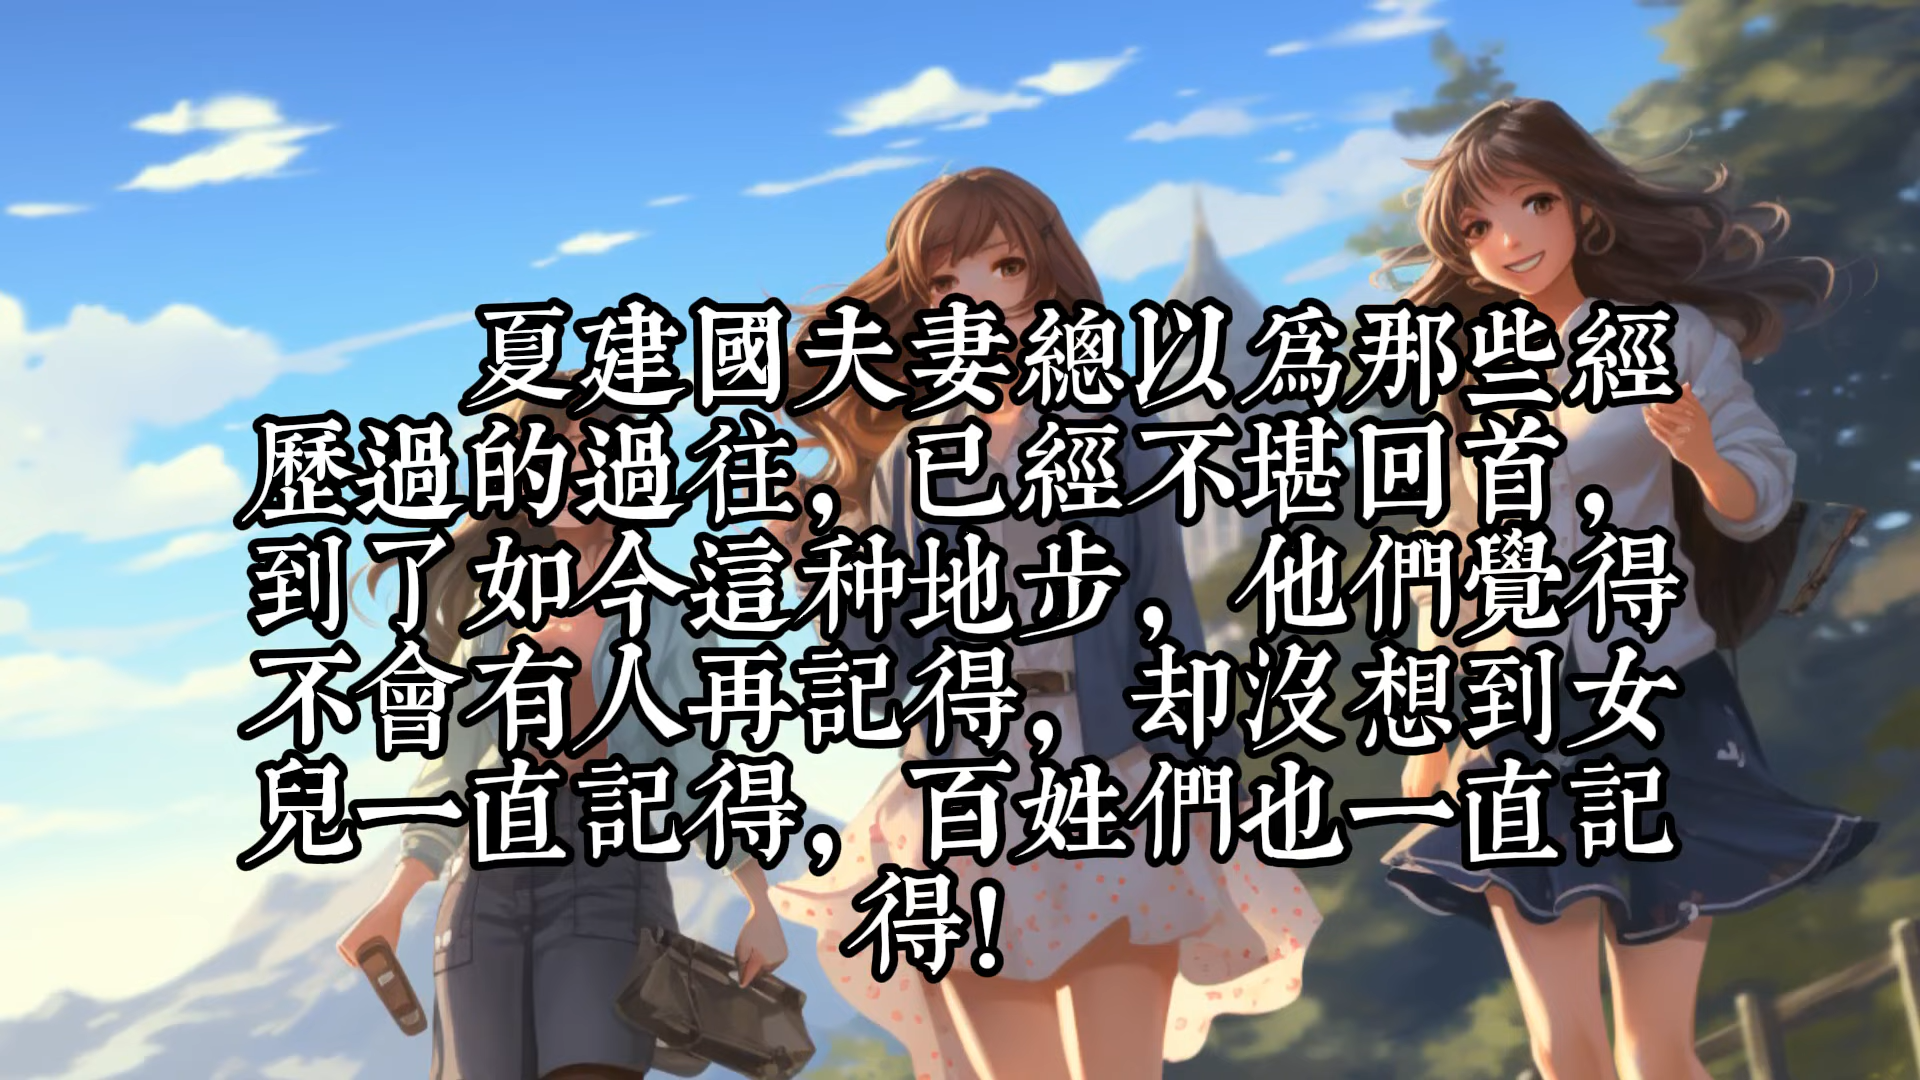 夏建國夫妻總以爲那些經
歷過的過往，已經不堪回首，
到了如今這种地步，他們覺得
不會有人再記得，却沒想到女
兒一直記得，百姓們也一直記
得！